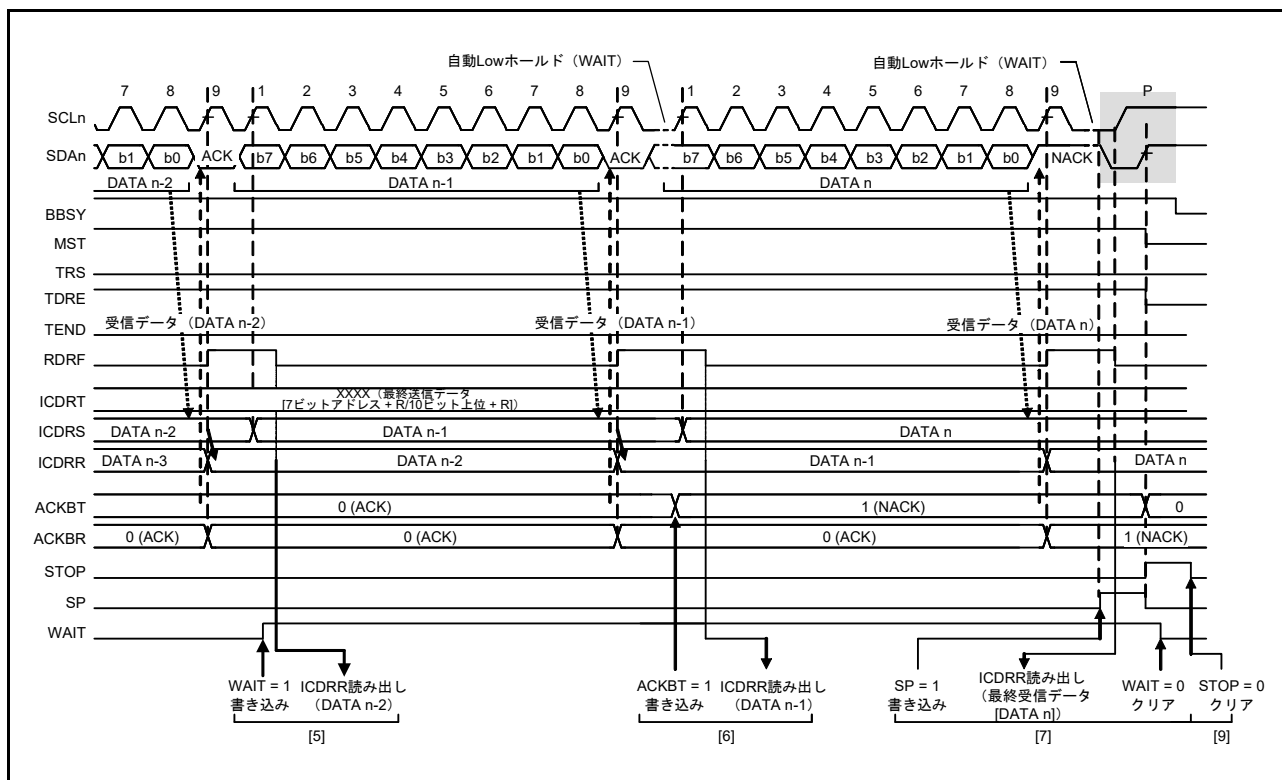 自動Lowホールド（WAIT）
自動Lowホールド（WAIT）
7 8 9 1 2 3 4 5 6 7 8 9 1 2 3 4 5 6 7 8 9 P
SCLn
SDAn b1 b0 ACK b7 b6 b5 b4 b3 b2 b1 b0 ACK b7 b6 b5 b4 b3 b2 b1 b0 NACK
DATA n-2 DATA n-1 DATA n
BBSY
MST
TRS
TDRE
TEND 受信データ（DATA n-2） 受信データ（DATA n-1） 受信データ（DATA n）
RDRF
ICDRT XXXX（最終送信データ
[7ビットアドレス + R/10ビット上位 + R]）
ICDRS DATA n-2 DATA n-1 DATA n
ICDRR DATA n-3 DATA n-2 DATA n-1 DATA n
ACKBT 0 (ACK) 1 (NACK) 0
ACKBR 0 (ACK) 0 (ACK) 0 (ACK) 1 (NACK)
STOP
SP
WAIT
WAIT = 1
書き込み
ICDRR読み出し
（DATA n-2）
[5]
ACKBT = 1
書き込み
ICDRR読み出し
（DATA n-1）
[6]
SP = 1
書き込み
ICDRR読み出し
（最終受信データ
[DATA n]）
WAIT = 0
クリア
[7]
STOP = 0
クリア
[9]